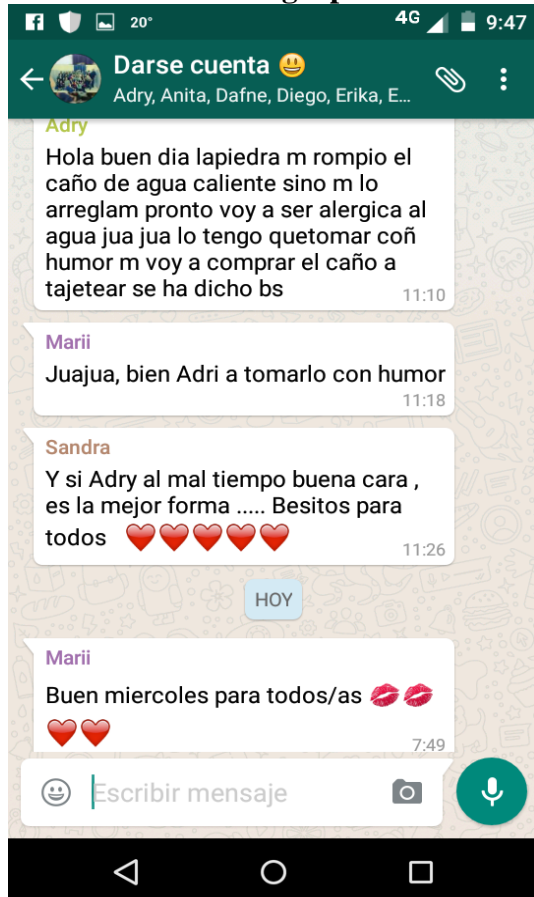 20°
4G
9:47
Darse cuenta 😃
Adry, Anita, Dafne, Diego, Erika, E...
Adry
Hola buen dia lapiedra m rompio el
caño de agua caliente sino m lo
arreglam pronto voy a ser alergica al
agua jua jua lo tengo quetomar coñ
humor m voy a comprar el caño a
tajetear se ha dicho bs
11:10
Marii
Juajua, bien Adri a tomarlo con humor
11:18
Sandra
Y si Adry al mal tiempo buena cara ,
es la mejor forma ..... Besitos para
todos ❤️❤️❤️❤️❤️
11:26
HOY
Marii
Buen miercoles para todos/as 💋💋
❤️❤️
7:49
Escribir mensaje